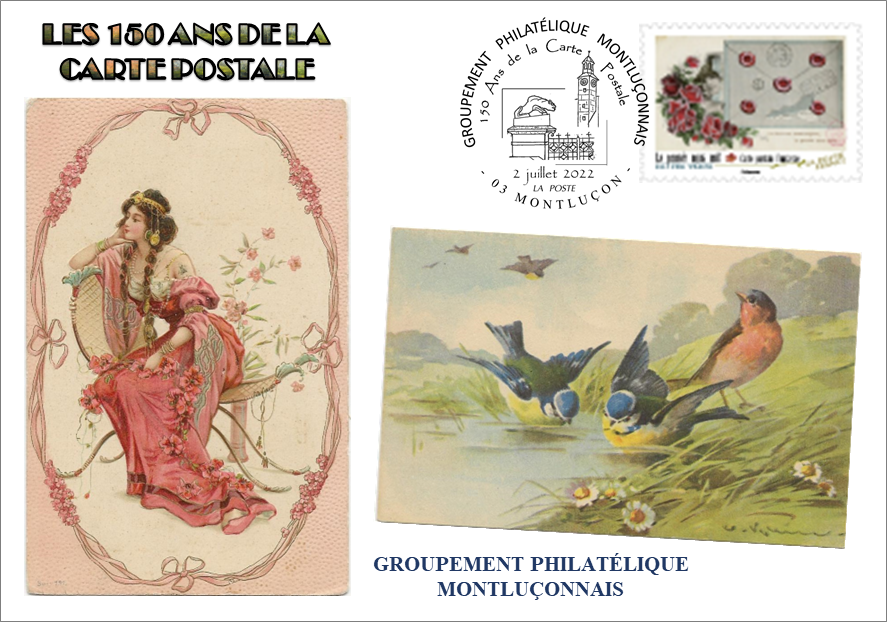 LES 150 ANS DE LA
CARTE POSTALE
GROUPEMENT PHILATÉLIQUE MONTLUÇONNAIS
150 Ans de la Carte Postale
2 juillet 2022
LA POSTE
- 03 MONTLUÇON -
GROUPEMENT PHILATÉLIQUE
MONTLUÇONNAIS